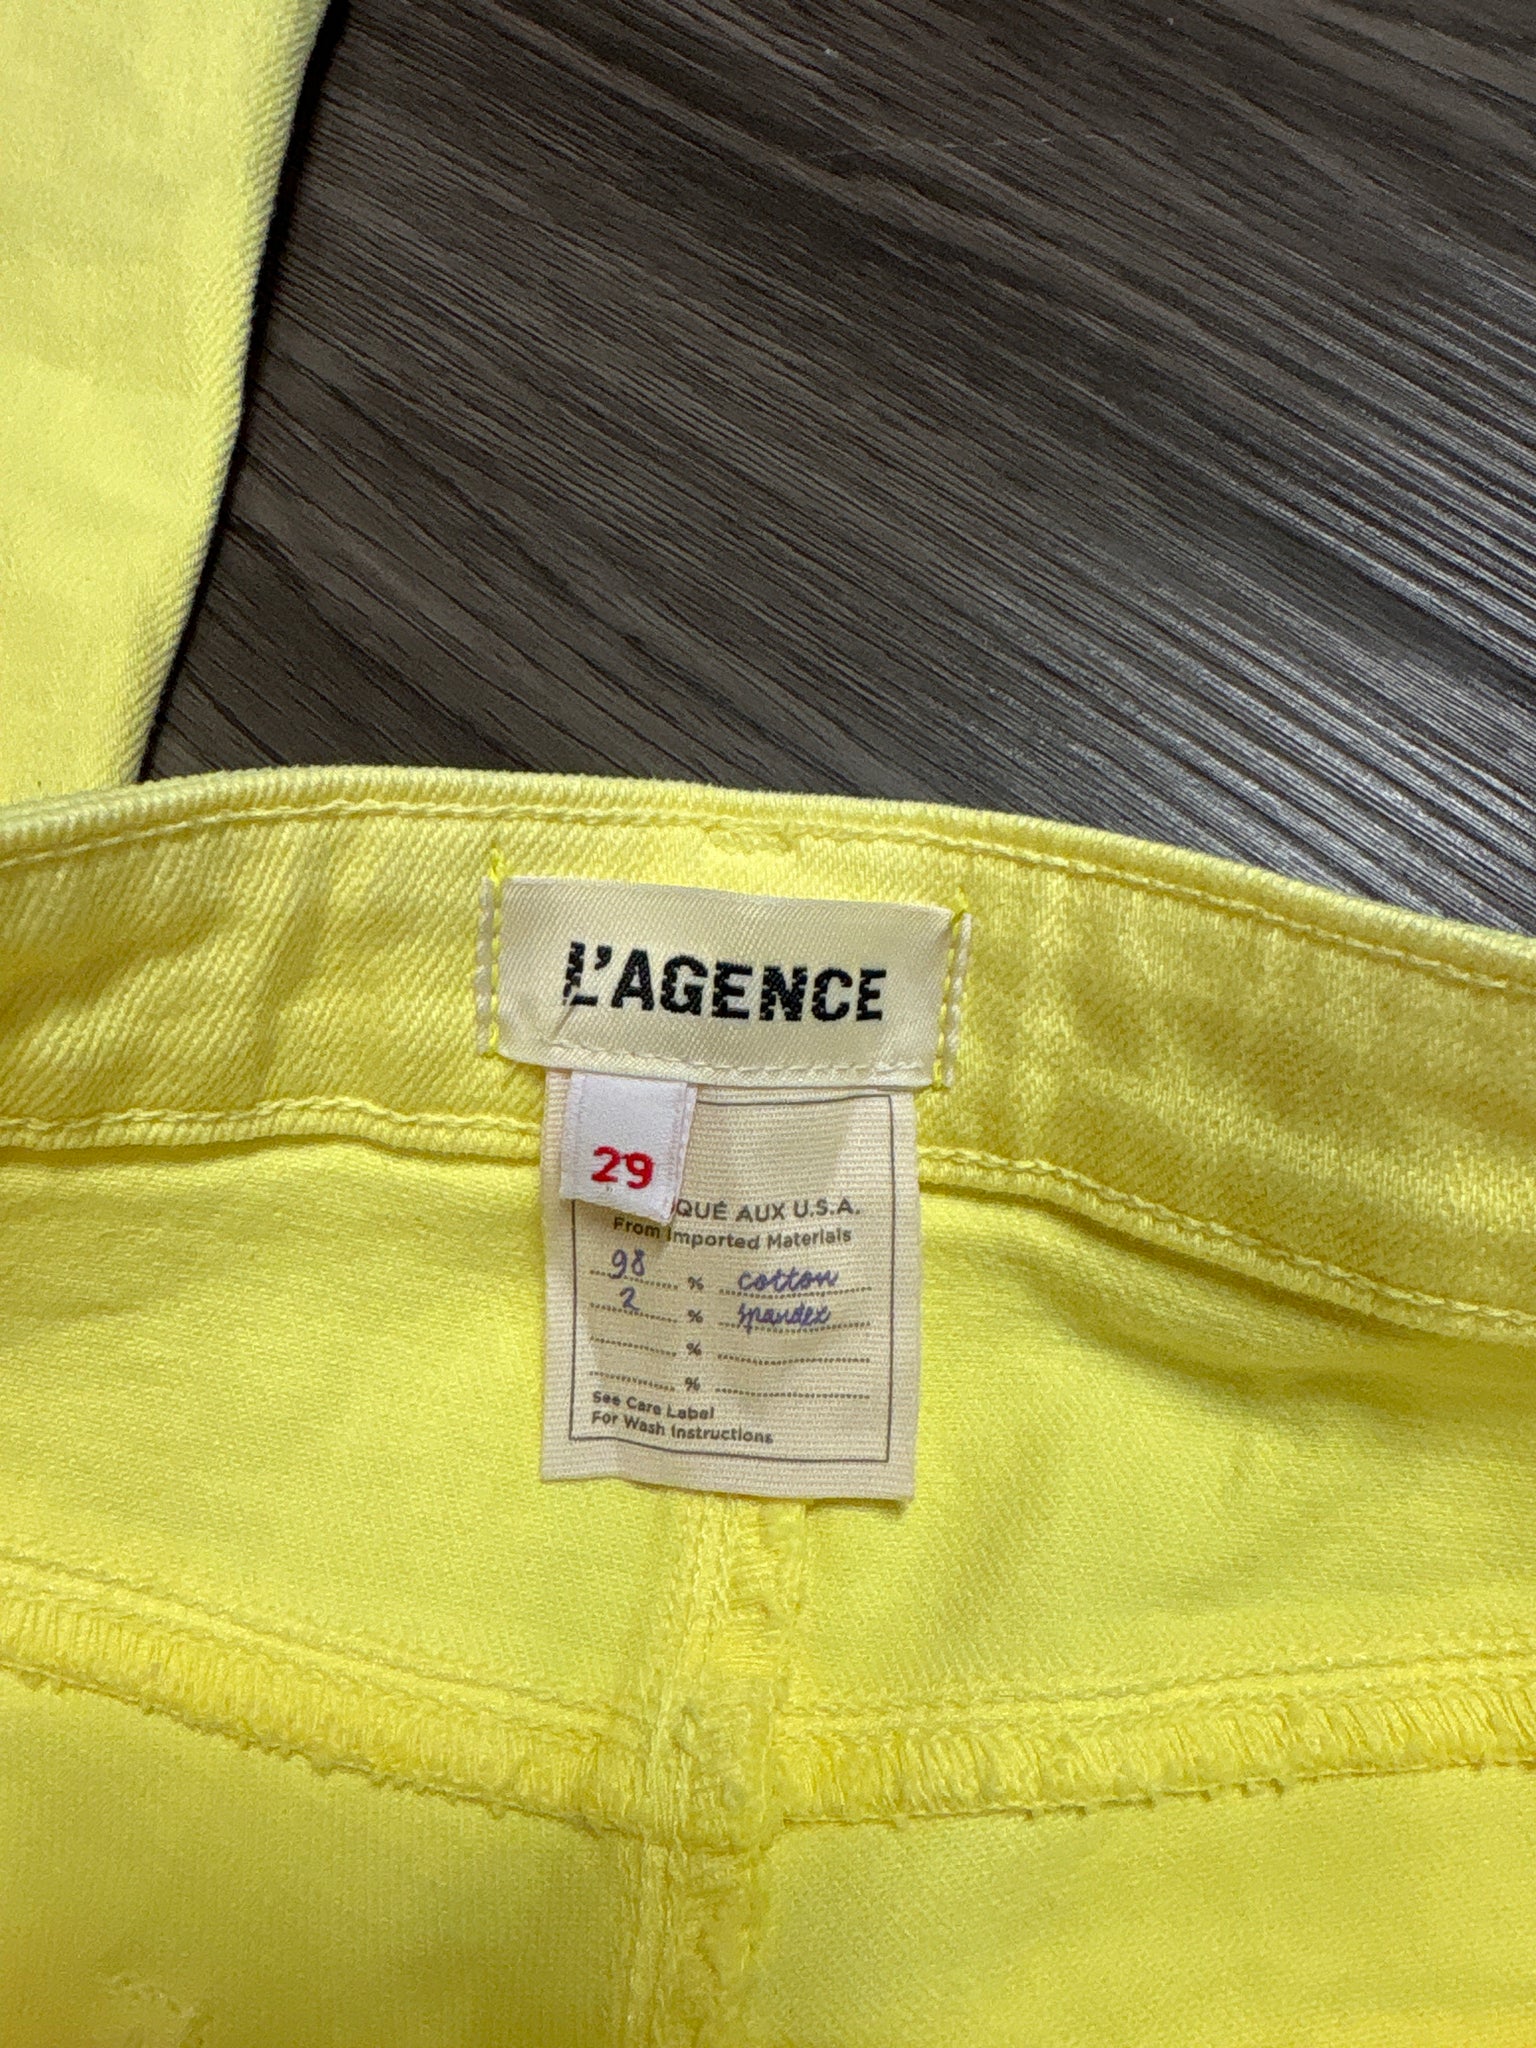 L'AGENCE
29
QUÉ AUX U.S.A.
From Imported Materials
98 % cotton
2 % spandex
%
%
See Care Label
For Wash Instructions